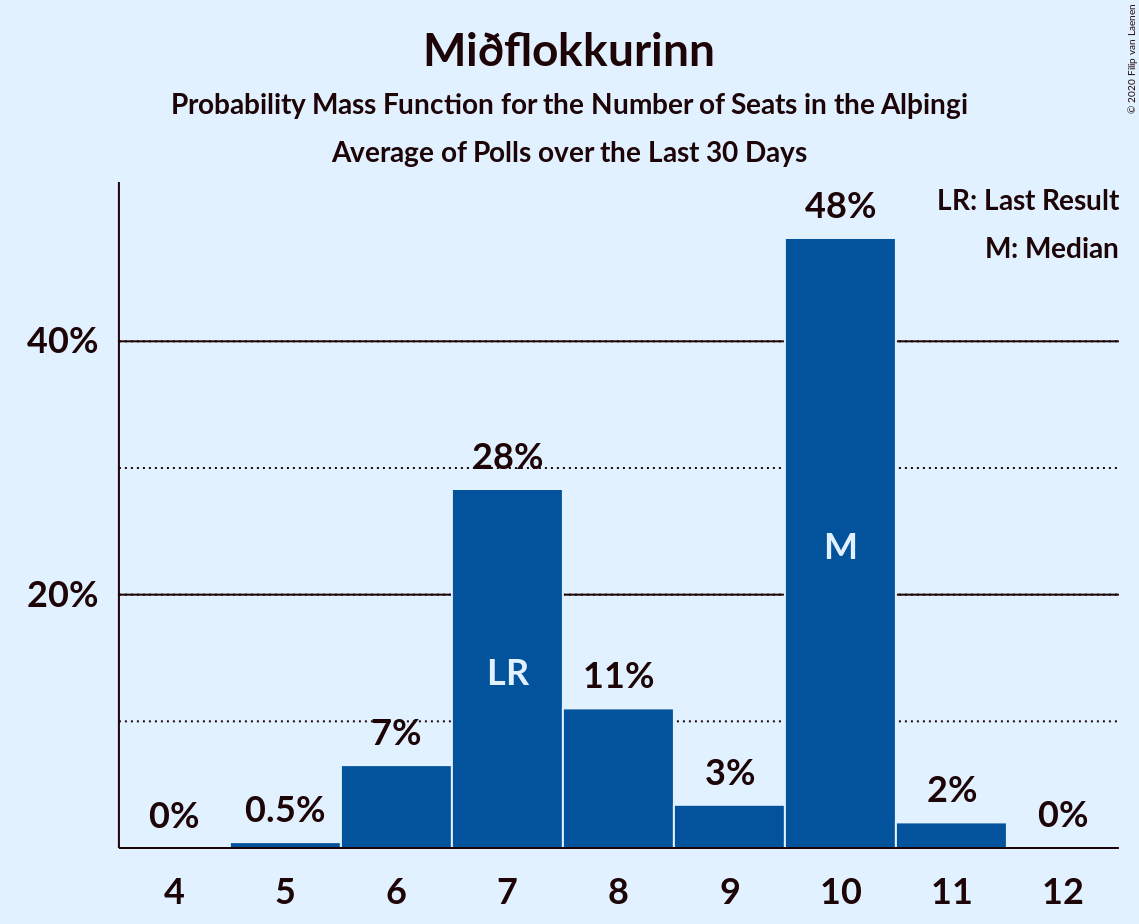 Miðflokkurinn
Probability Mass Function for the Number of Seats in the Alþingi
Average of Polls over the Last 30 Days
© 2020 Filip van Laenen
LR: Last Result
M: Median
48%
40%
28%
M
20%
LR
11%
7%
3%
2%
0%
0.5%
0%
4 5 6 7 8 9 10 11 12